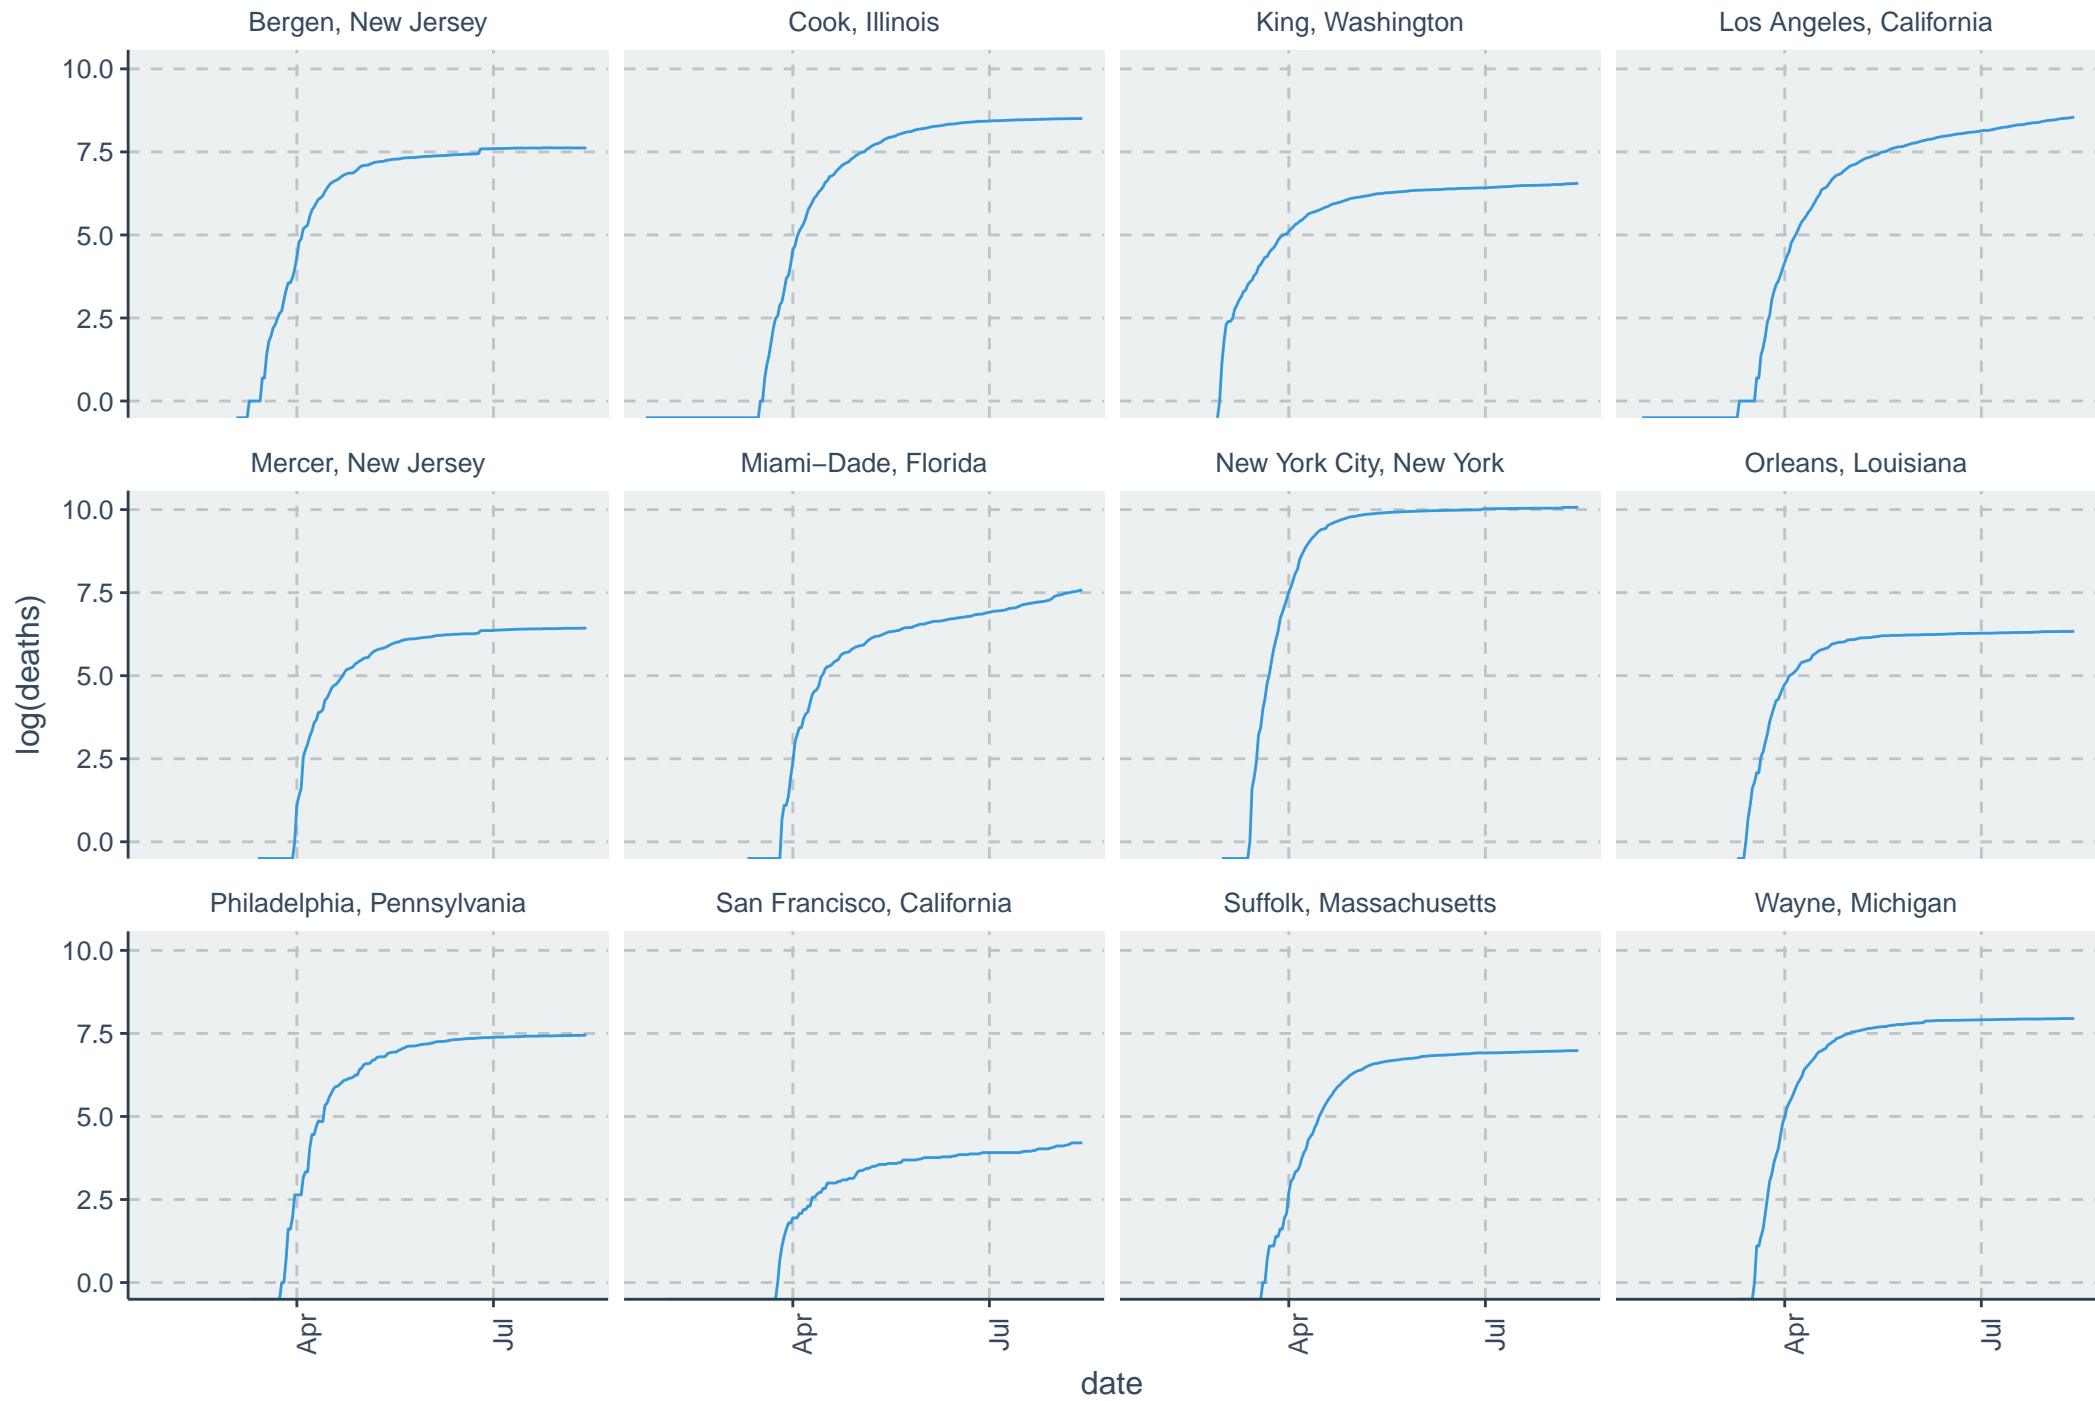 Bergen, New Jersey
Cook, Illinois
King, Washington
Los Angeles, California
10.0
7.5
5.0
2.5
0.0
Mercer, New Jersey
Miami−Dade, Florida
New York City, New York
Orleans, Louisiana
10.0
7.5
5.0
2.5
0.0
log(deaths)
Philadelphia, Pennsylvania
San Francisco, California
Suffolk, Massachusetts
Wayne, Michigan
10.0
7.5
5.0
2.5
0.0
Apr
Jul
Apr
Jul
Apr
Jul
Apr
Jul
date